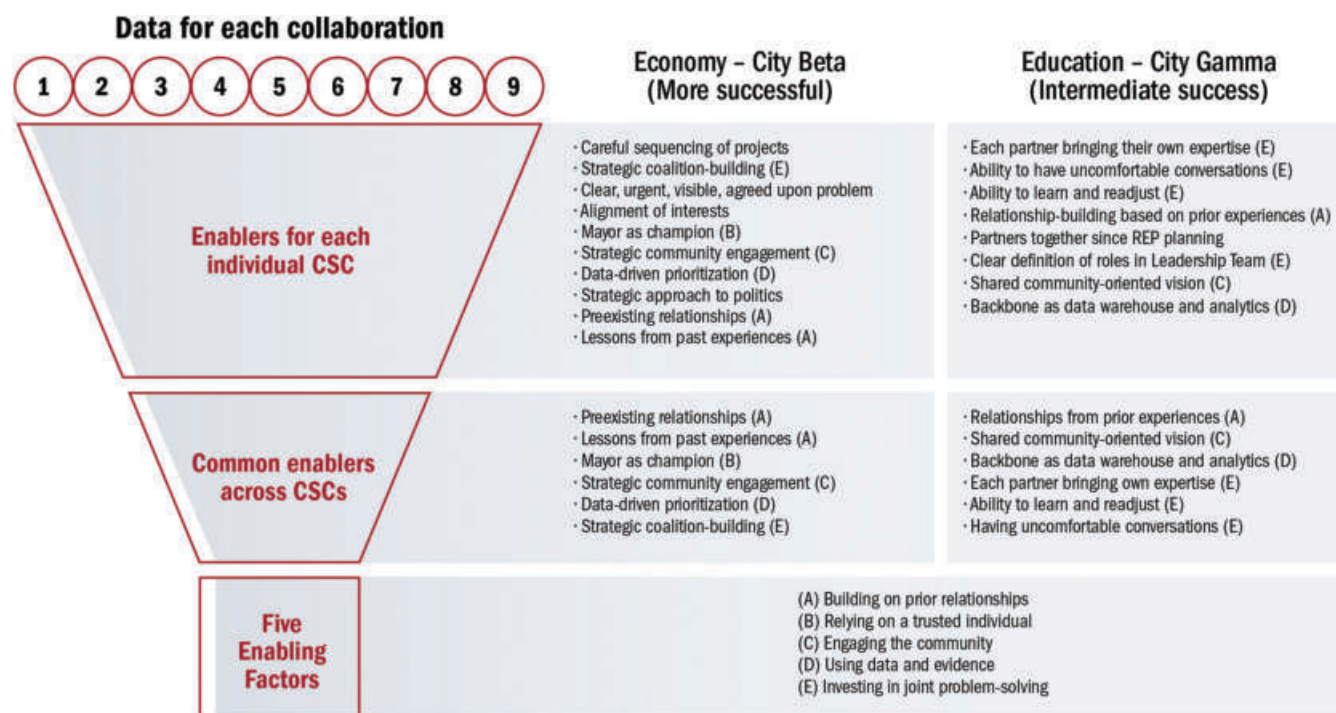 Data for each collaboration
1 2 3 4 5 6 7 8 9
Economy – City Beta
(More successful)
Education – City Gamma
(Intermediate success)
Enablers for each
individual CSC
· Careful sequencing of projects
· Strategic coalition-building (E)
· Clear, urgent, visible, agreed upon problem
· Alignment of interests
· Mayor as champion (B)
· Strategic community engagement (C)
· Data-driven prioritization (D)
· Strategic approach to politics
· Preexisting relationships (A)
· Lessons from past experiences (A)
· Each partner bringing their own expertise (E)
· Ability to have uncomfortable conversations (E)
· Ability to learn and readjust (E)
· Relationship-building based on prior experiences (A)
· Partners together since REP planning
· Clear definition of roles in Leadership Team (E)
· Shared community-oriented vision (C)
· Backbone as data warehouse and analytics (D)
Common enablers
across CSCs
· Preexisting relationships (A)
· Lessons from past experiences (A)
· Mayor as champion (B)
· Strategic community engagement (C)
· Data-driven prioritization (D)
· Strategic coalition-building (E)
· Relationships from prior experiences (A)
· Shared community-oriented vision (C)
· Backbone as data warehouse and analytics (D)
· Each partner bringing own expertise (E)
· Ability to learn and readjust (E)
· Having uncomfortable conversations (E)
Five
Enabling
Factors
(A) Building on prior relationships
(B) Relying on a trusted individual
(C) Engaging the community
(D) Using data and evidence
(E) Investing in joint problem-solving